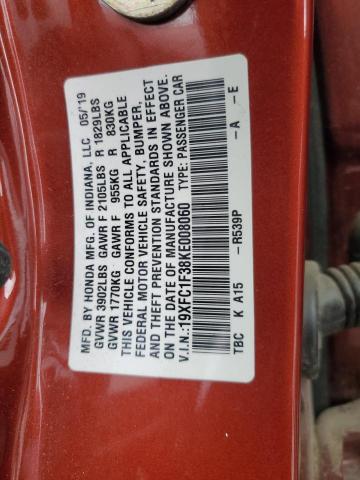 MFD. BY HONDA MFG. OF INDIANA, LLC 05/19
GVWR 3902LBS GAWR F 2105LBS R 1829LBS
GVWR 1770KG GAWR F 955KG R 830KG
THIS VEHICLE CONFORMS TO ALL APPLICABLE
FEDERAL MOTOR VEHICLE SAFETY, BUMPER,
AND THEFT PREVENTION STANDARDS IN EFFECT
ON THE DATE OF MANUFACTURE SHOWN ABOVE.
V.I.N.:19XFC1F38KE008060 TYPE: PASSENGER CAR
TBC K A15 -R539P -A -E